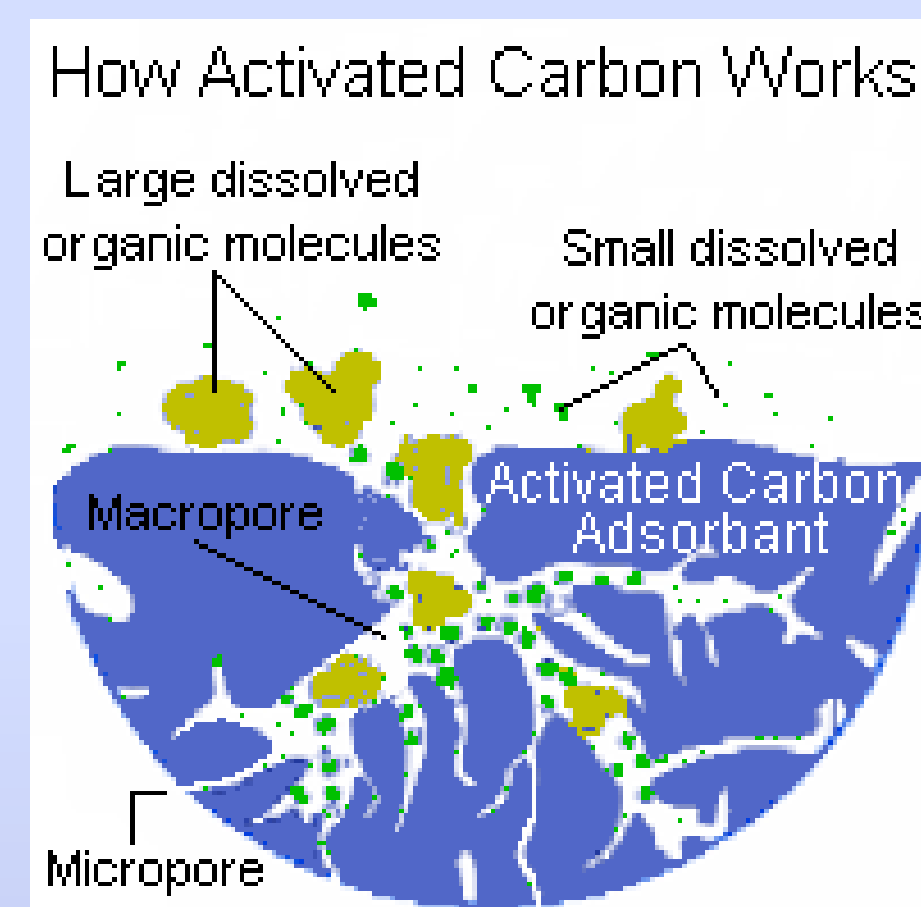 How Activated Carbon Works
Large dissolved
organic molecules
Small dissolved
organic molecules
Activated Carbon
Adsorbant
Macropore
Micropore